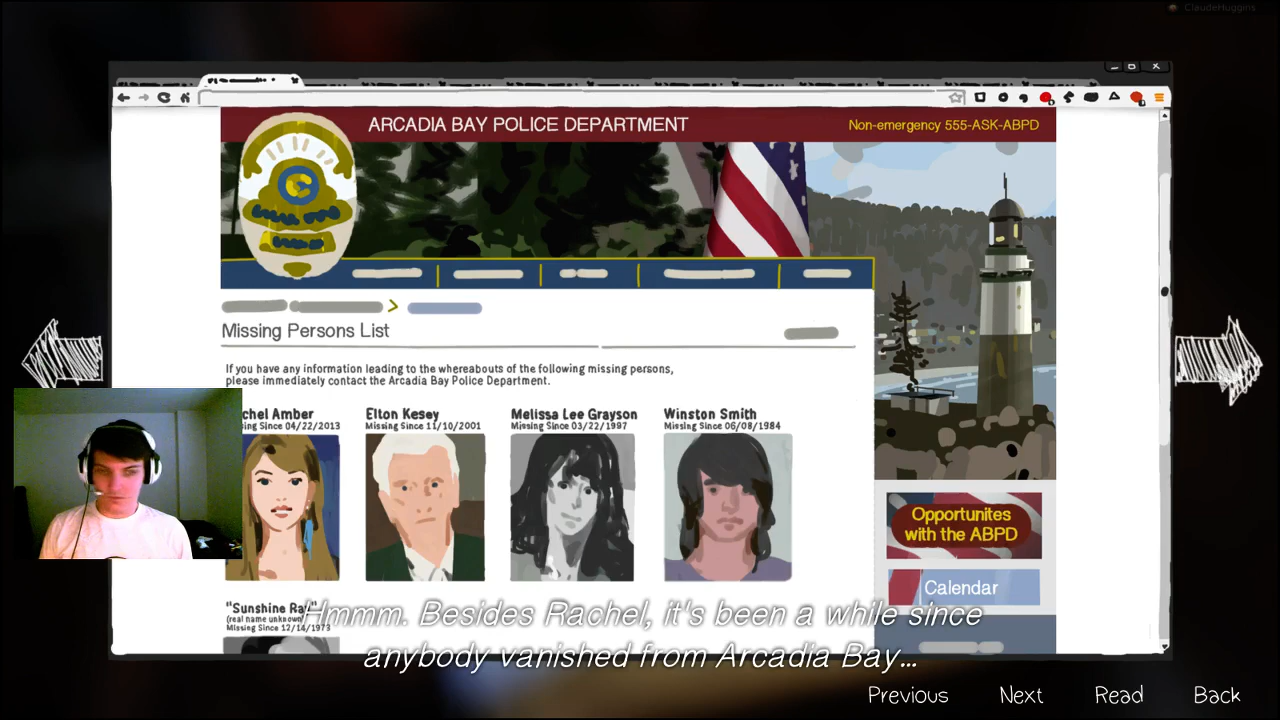 ClaudeHuggins
ARCADIA BAY POLICE DEPARTMENT
Non-emergency 555-ASK-ABPD
Missing Persons List
If you have any information leading to the whereabouts of the following missing persons,
please immediately contact the Arcadia Bay Police Department.
chel Amber
sing Since 04/22/2013
Elton Kesey
Missing Since 11/10/2001
Melissa Lee Grayson
Missing Since 03/22/1997
Winston Smith
Missing Since 06/08/1984
Opportunites
with the ABPD
Calendar
"Sunshine Ray"
(real name unknown)
Missing Since 12/14/1973
Hmmm. Besides Rachel, it's been a while since
anybody vanished from Arcadia Bay...
Previous Next Read Back